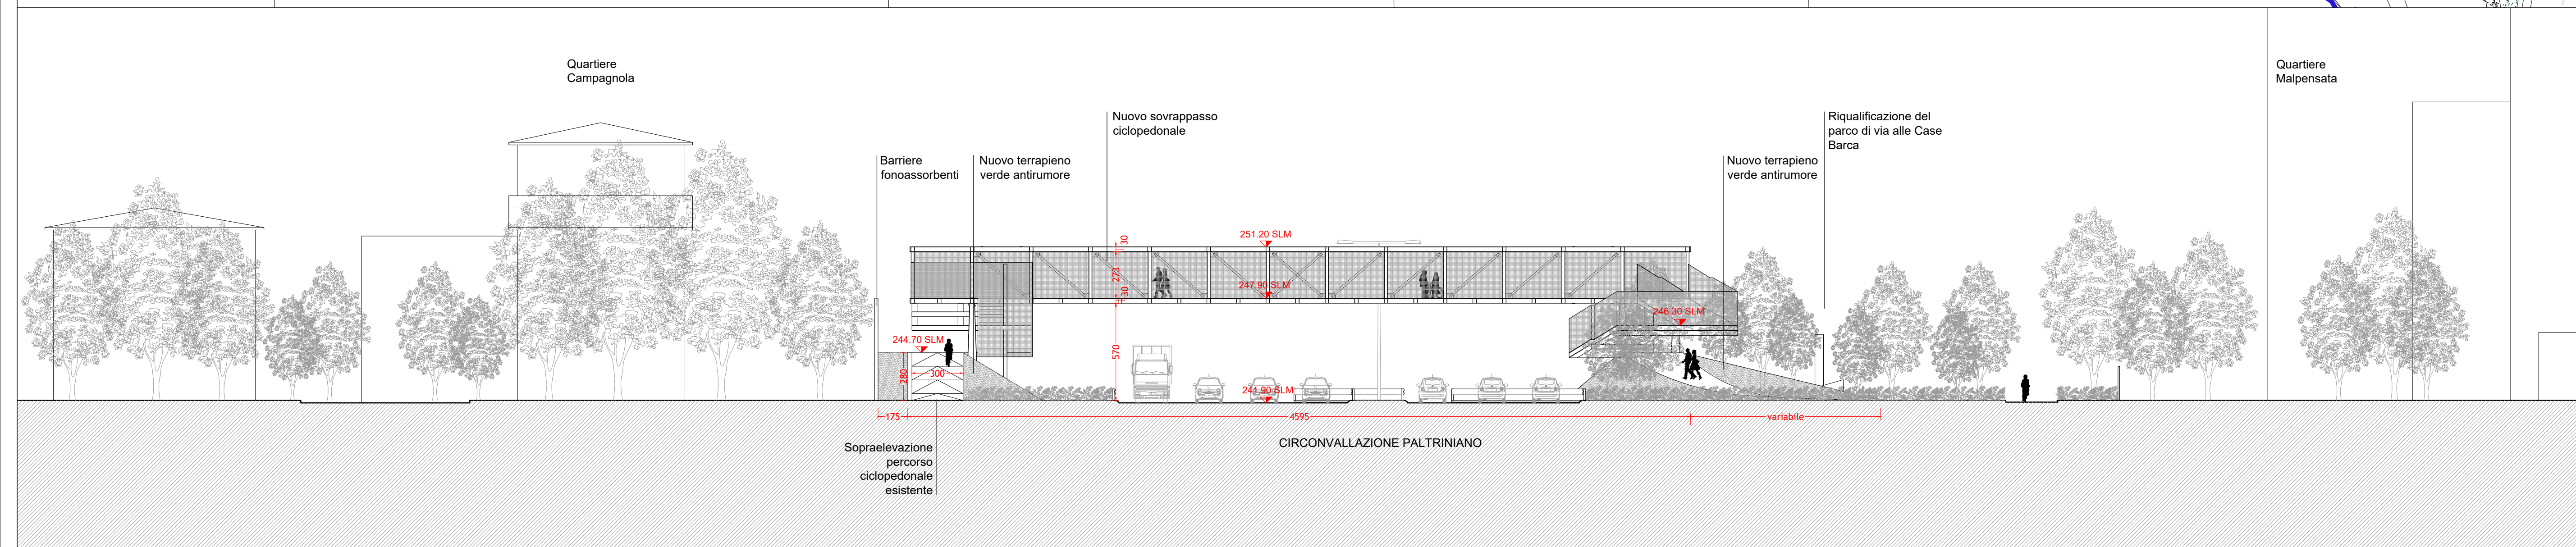 Quartiere
Campagnola
Quartiere
Malpensata
Nuovo sovrappasso
ciclopedonale
Riqualificazione del
parco di via alle Case
Barca
Barriere
fonoassorbenti
Nuovo terrapieno
verde antirumore
Nuovo terrapieno
verde antirumore
251.20 SLM
30
273
247.90 SLM
30
246.30 SLM
244.70 SLM
570
280
300
241.90 SLM
175
4595
variabile
CIRCONVALLAZIONE PALTRINIANO
Sopraelevazione
percorso
ciclopedonale
esistente